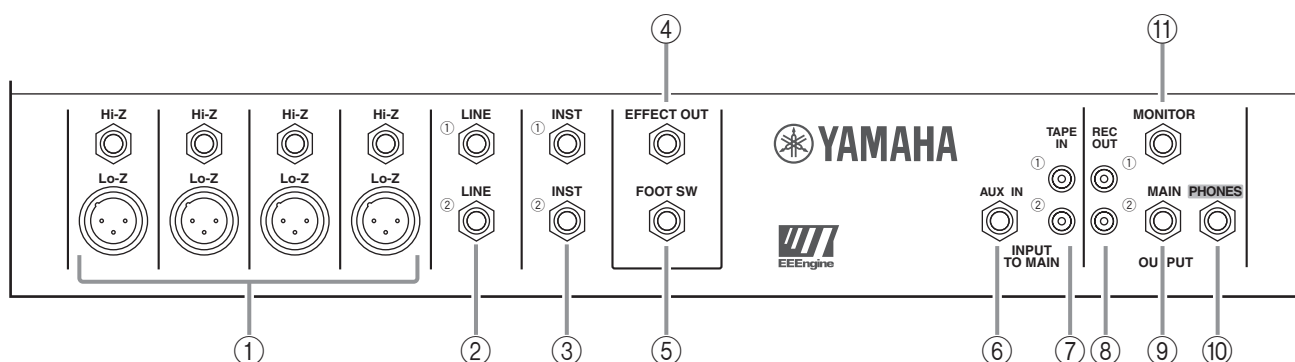 ④ ⑪
Hi-Z Hi-Z Hi-Z Hi-Z
① LINE
① INST
EFFECT OUT
YAMAHA
TAPE
IN
①
REC
OUT
①
MONITOR
Lo-Z Lo-Z Lo-Z Lo-Z
② LINE
② INST
FOOT SW
AUX IN
②
②
MAIN
PHONES
EEEngine
INPUT
TO MAIN
OUTPUT
① ② ③ ⑤ ⑥ ⑦ ⑧ ⑨ ⑩